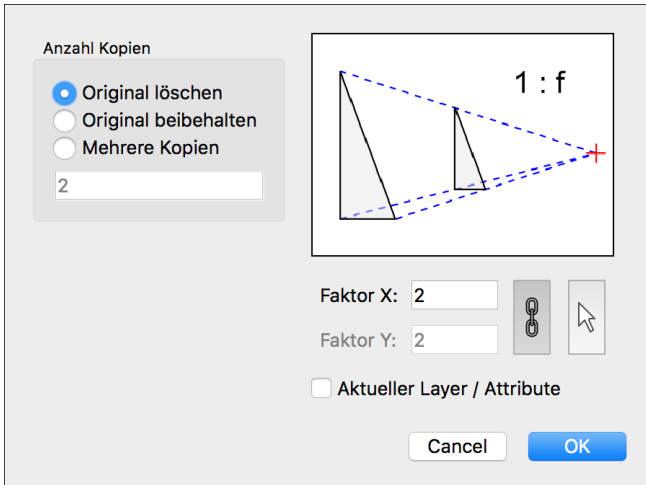 Anzahl Kopien
Original löschen
Original beibehalten
Mehrere Kopien
2
1 : f
Faktor X: 2
Faktor Y: 2
Aktueller Layer / Attribute
Cancel OK